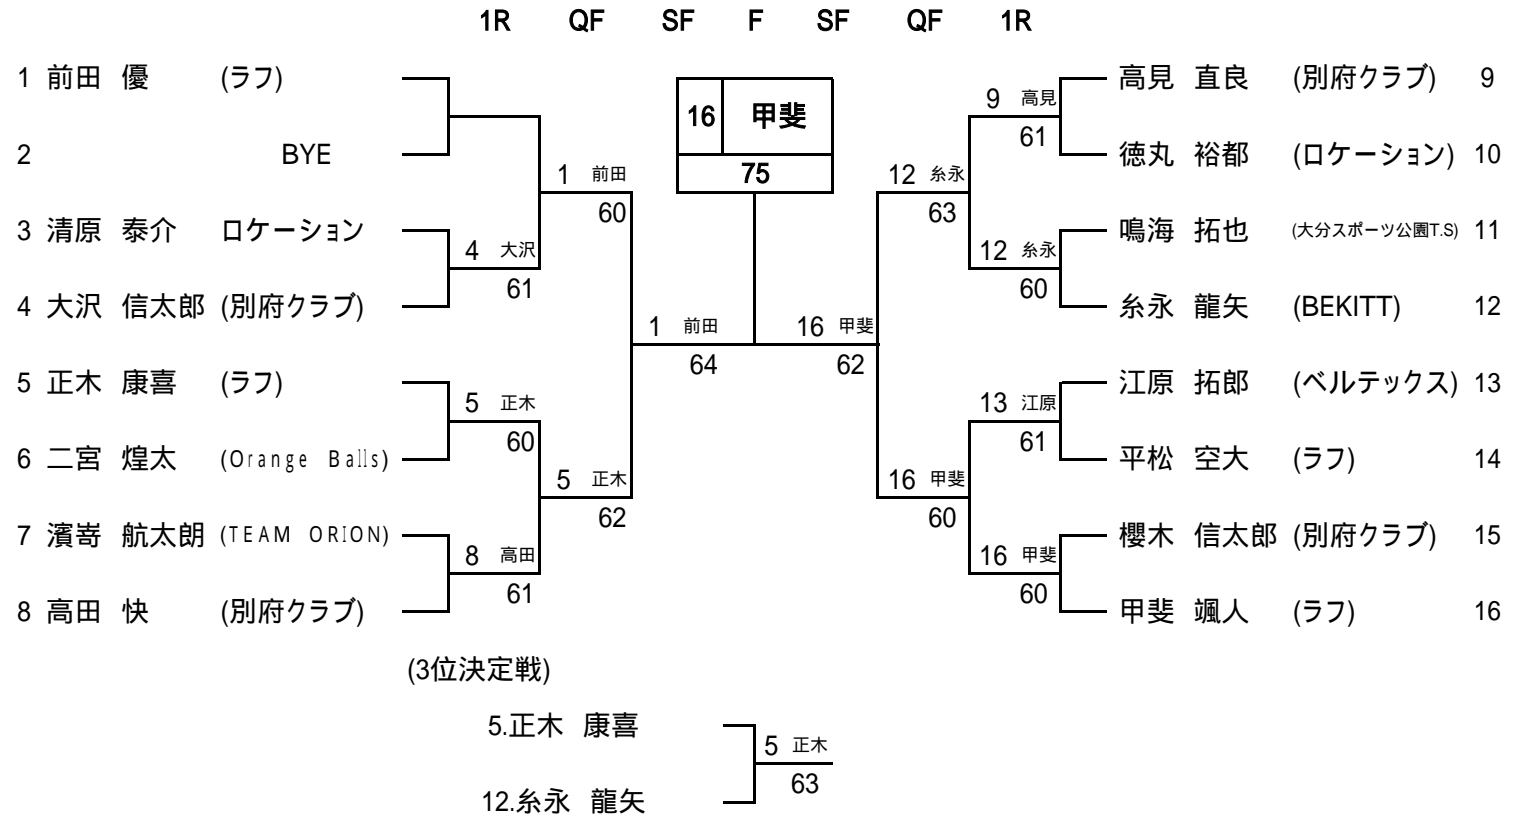 1R QF SF F SF QF 1R
1 前田 優 (ラフ)
2 BYE
3 清原 泰介 ロケーション
4 大沢 信太郎 (別府クラブ)
5 正木 康喜 (ラフ)
6 二宮 煌太 (Orange Balls)
7 濱嵜 航太朗 (TEAM ORION)
8 高田 快 (別府クラブ)
4 大沢
61
5 正木
60
8 高田
61
1 前田
60
5 正木
62
1 前田
64
16 甲斐
75
16 甲斐
62
12 糸永
63
16 甲斐
60
9 高見
61
12 糸永
60
13 江原
61
16 甲斐
60
高見 直良 (別府クラブ) 9
徳丸 裕都 (ロケーション) 10
鳴海 拓也 (大分スポーツ公園T.S) 11
糸永 龍矢 (BEKITT) 12
江原 拓郎 (ベルテックス) 13
平松 空大 (ラフ) 14
櫻木 信太郎 (別府クラブ) 15
甲斐 颯人 (ラフ) 16
(3位決定戦)
5.正木 康喜
12.糸永 龍矢
5 正木
63